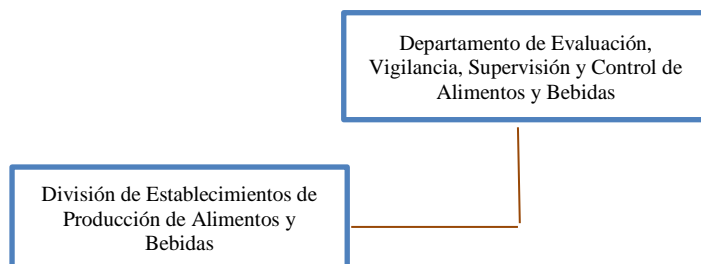 Departamento de Evaluación,
Vigilancia, Supervisión y Control de
Alimentos y Bebidas
División de Establecimientos de
Producción de Alimentos y
Bebidas